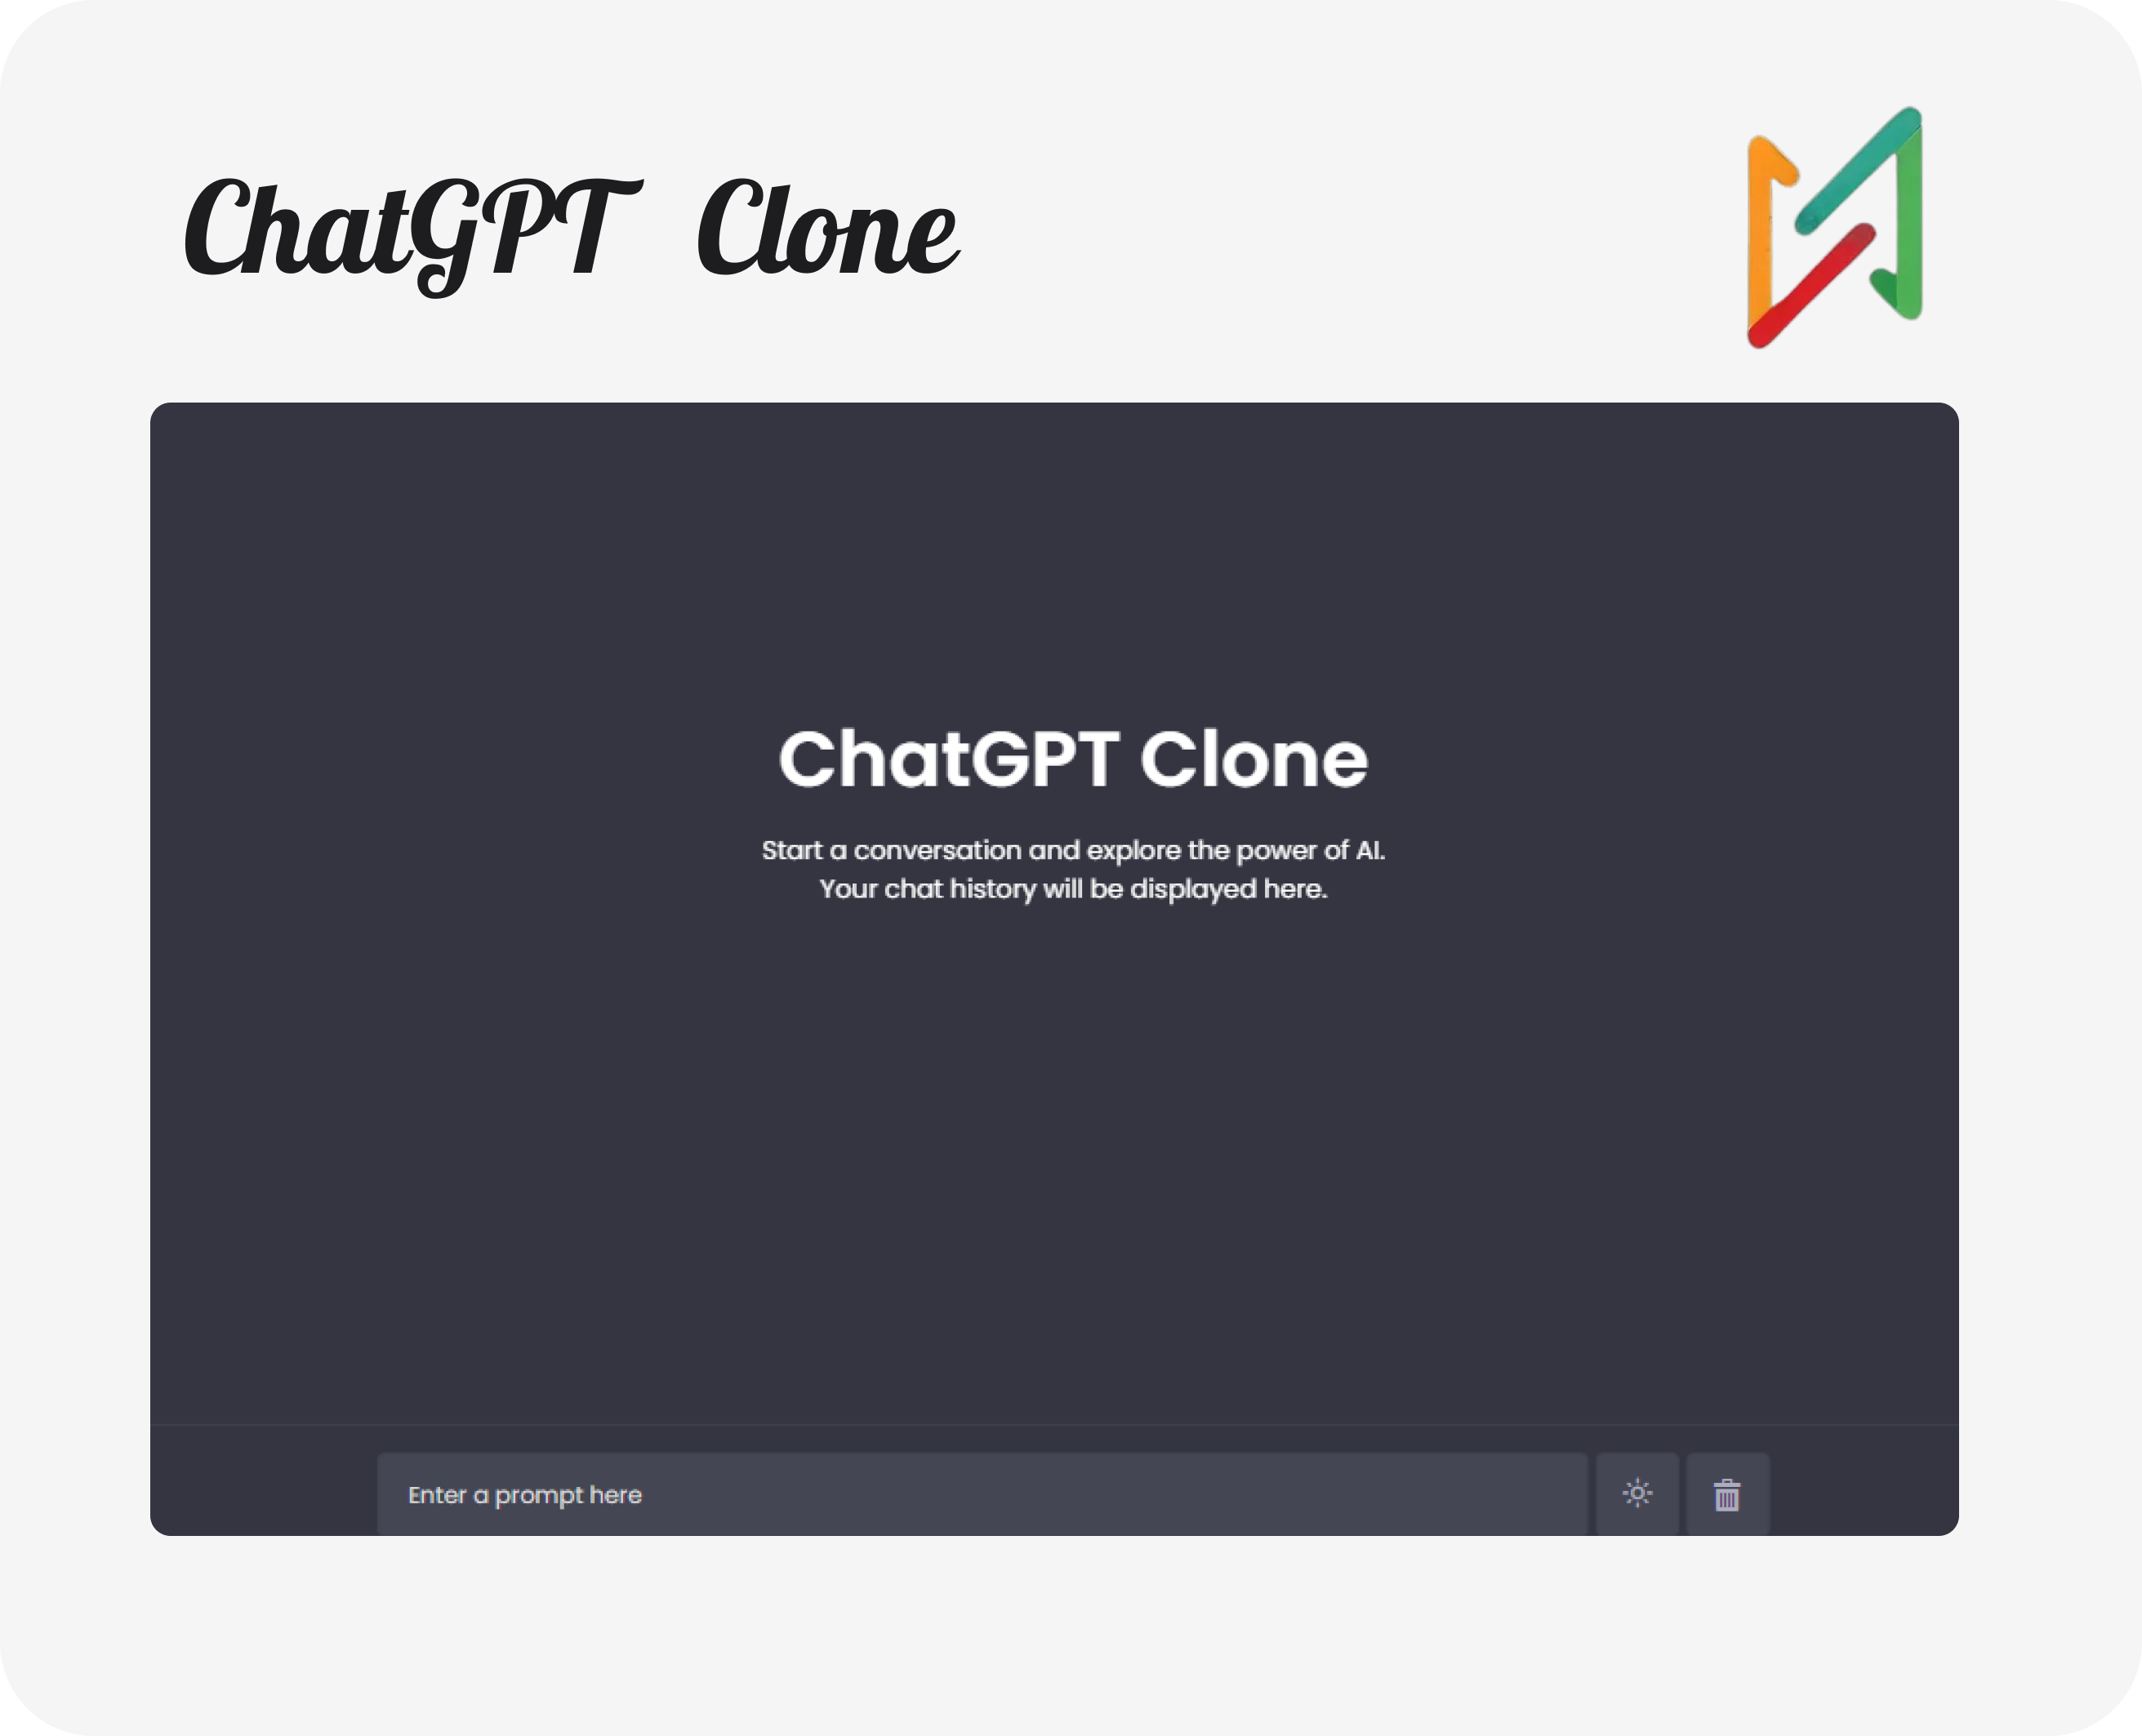 ChatGPT Clone
ChatGPT Clone
Start a conversation and explore the power of AI.
Your chat history will be displayed here.
Enter a prompt here